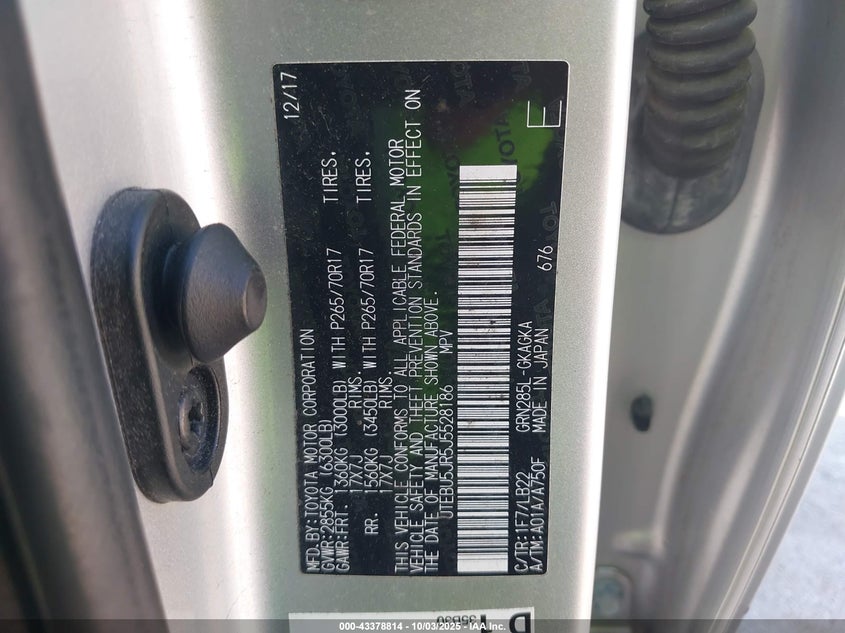 12/17
MFD.BY:TOYOTA MOTOR CORPORATION
GVWR:2855KG (6300LB)
GAWR:FRT. 1360KG (3000LB) WITH P265/70R17 TIRES,
17X7J RIMS.
RR. 1560KG (3450LB) WITH P265/70R17 TIRES,
17X7J RIMS.
THIS VEHICLE CONFORMS TO ALL APPLICABLE FEDERAL MOTOR
VEHICLE SAFETY AND THEFT PREVENTION STANDARDS IN EFFECT ON
THE DATE OF MANUFACTURE SHOWN ABOVE.
JTEBU5JR5J5528186 MPV
E
C/TR:1F7/LB22 GRN285L-GKAGKA 676
A/TM:A01A/A750F MADE IN JAPAN
35B30
000-43378814 - 10/03/2025 - IAA Inc.